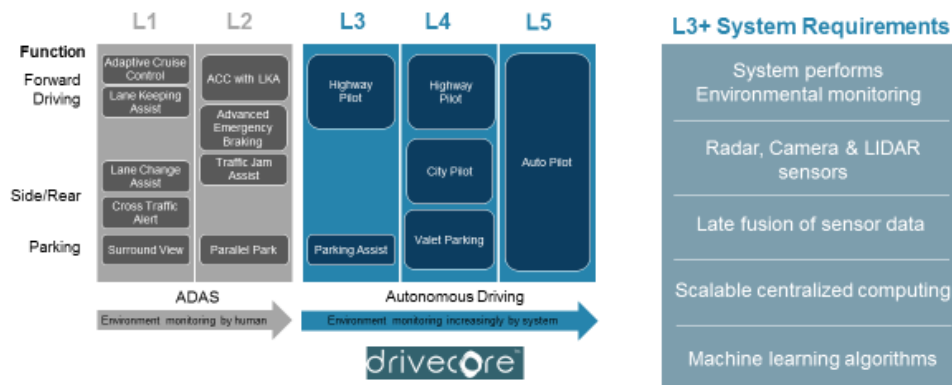 L1
L2
L3
L4
L5
L3+ System Requirements
Function
Forward
Driving
Side/Rear
Parking
Adaptive Cruise
Control
Lane Keeping
Assist
Lane Change
Assist
Cross Traffic
Alert
Surround View
ACC with LKA
Advanced
Emergency
Braking
Traffic Jam
Assist
Parallel Park
Highway
Pilot
Parking Assist
Highway
Pilot
City Pilot
Valet Parking
Auto Pilot
ADAS
Environment monitoring by human
Autonomous Driving
Environment monitoring increasingly by system
drivecore™
System performs
Environmental monitoring
Radar, Camera & LIDAR
sensors
Late fusion of sensor data
Scalable centralized computing
Machine learning algorithms